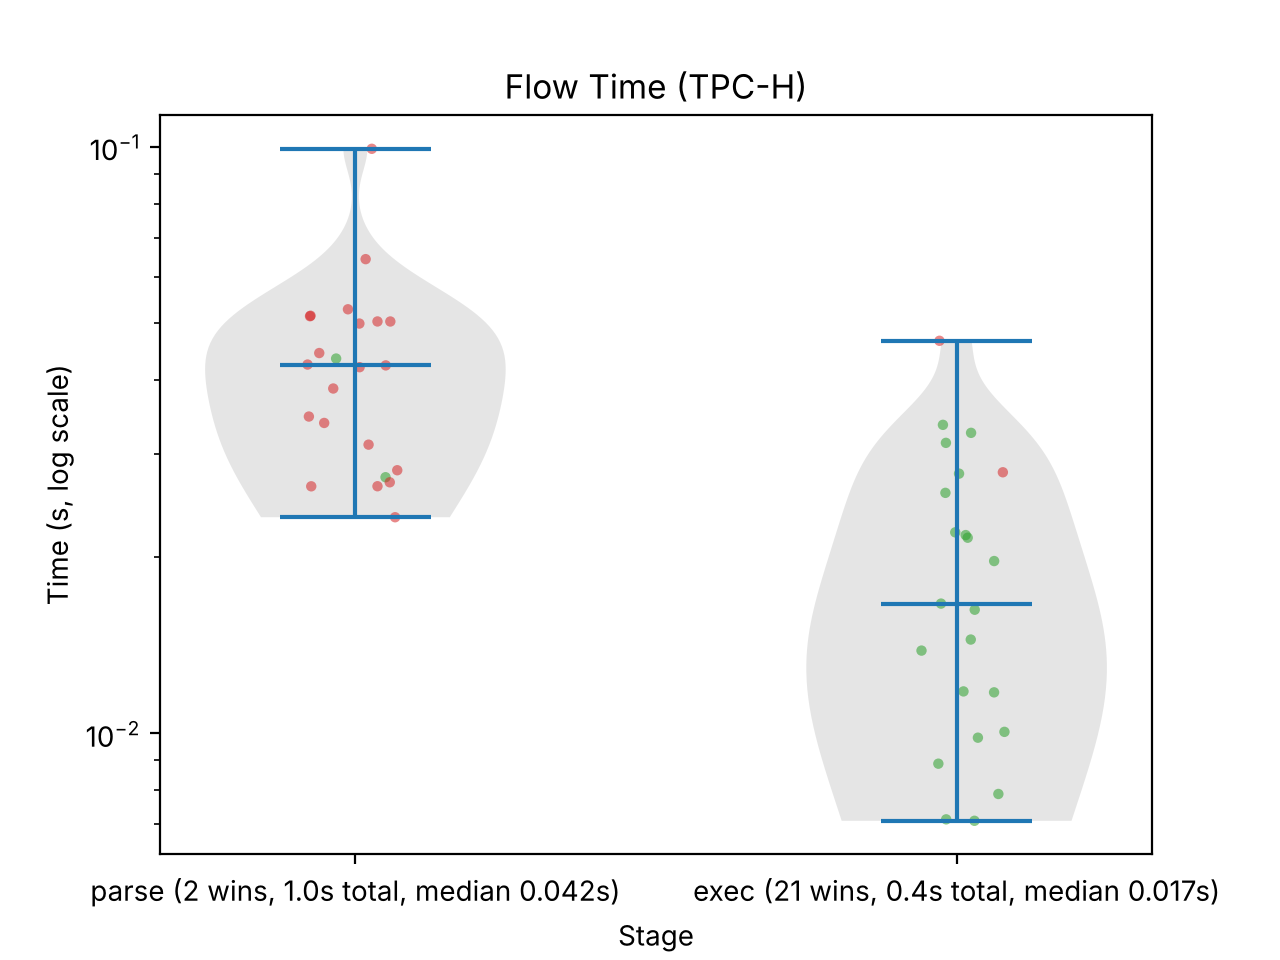 Flow Time (TPC-H)
10⁻¹
10⁻²
Time (s, log scale)
parse (2 wins, 1.0s total, median 0.042s)
exec (21 wins, 0.4s total, median 0.017s)
Stage